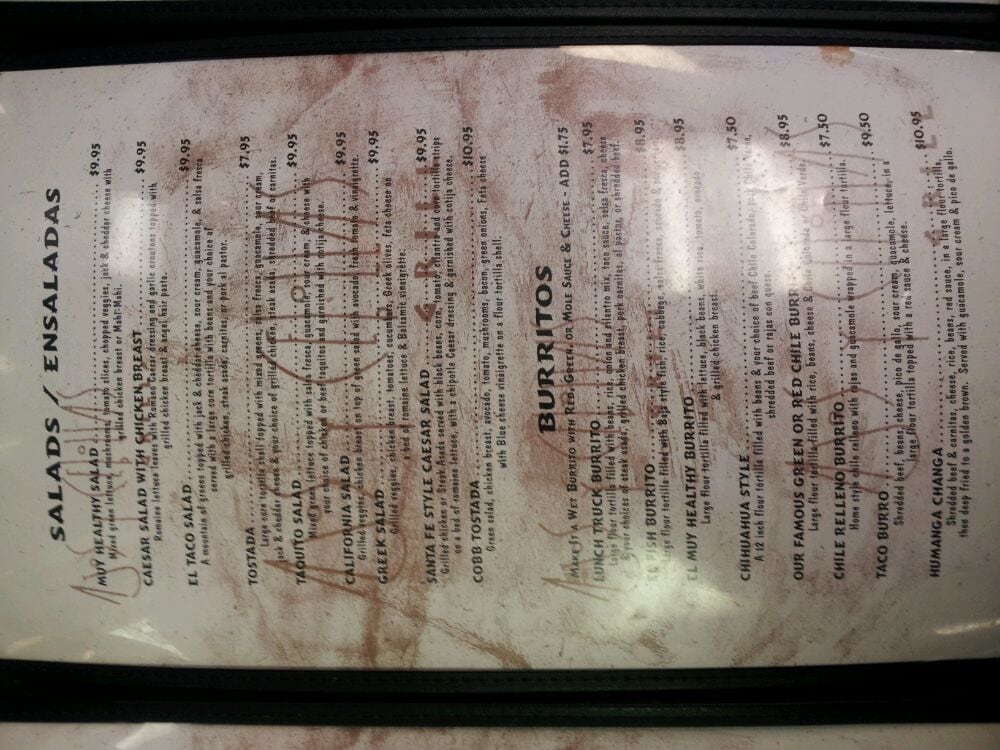 SALADS / ENSALADAS
MUY HEALTHY SALAD $9.95
Mixed green lettuce, mushrooms, tomato slices, chopped veggies, jack & cheddar cheese with
grilled chicken breast or Mahi-Mahi.
CAESAR SALAD WITH CHICKEN BREAST $9.95
Romaine leaves with Romano Caesar dressing and garlic croutons topped with
grilled chicken breast & angel hair pasta.
EL TACO SALAD $9.95
A mountain of greens topped with jack & cheddar cheese, sour cream, guacamole, & salsa fresca
served with a large corn tortilla with beans and your choice of
grilled chicken, steak asado, carnitas, or pork al pastor.
TOSTADA $7.95
Large corn tortilla shell topped with mixed greens, salsa fresca, guacamole, sour cream,
jack & cheddar cheese & your choice of grilled chicken, steak asada, shredded beef or carnitas.
TAQUITO SALAD $9.95
Mixed green lettuce topped with salsa fresca, guacamole, sour cream, & cheese with
your choice of chicken or beef taquitos and garnished with cotija cheese.
CALIFORNIA SALAD $9.95
Grilled veggies, chicken breast on top of green salad with avocado fresh tomato & vinaigrette.
GREEK SALAD $9.95
Grilled veggies, chicken breast, tomatoes, cucumbers, Greek olives, feta cheese on
a bed of romaine lettuce & Balsamic vinaigrette.
SANTA FE STYLE CAESAR SALAD $9.95
Grilled chicken or Steak Asada served with black beans, corn, tomato, cilantro and corn tortilla strips
on a bed of romaine lettuce, with a chipotle Caesar dressing & garnished with cotija cheese.
COBB TOSTADA $10.95
Green salad, chicken breast, avocado, tomato, mushrooms, bacon, green onions, Feta cheese
with Blue cheese vinaigrette on a flour tortilla shell.
BURRITOS
MAKE IT A WET BURRITO WITH RED, GREEN, OR MOLE SAUCE & CHEESE - ADD $1.75
LUNCH TRUCK BURRITO $7.95
Large flour tortilla filled with beans, rice, onion and cilantro mix, taco sauce, salsa fresca, cheese
& your choice of steak asada, grilled chicken breast, pork carnitas, al pastor, or shredded beef.
EL FISH BURRITO $8.95
Large flour tortilla filled with Baja style fish, rice, cabbage, salsa fresca, avocado &
EL MUY HEALTHY BURRITO $8.95
Large flour tortilla filled with lettuce, black beans, white rice, tomato, avocado
& grilled chicken breast.
CHIHUAHUA STYLE $7.50
A 12 inch flour tortilla filled with beans & your choice of beef Chile Colorado, pork Chile Verde,
shredded beef or rajas con queso.
OUR FAMOUS GREEN OR RED CHILE BURRITO $8.95
Large flour tortilla filled with rice, beans, cheese & Chile Colorado or Chile Verde.
CHILE RELLENO BURRITO $7.50
Home style chile relleno with rajas and guacamole wrapped in a large flour tortilla.
TACO BURRO $9.50
Shredded beef, beans, cheese, pico de gallo, sour cream, guacamole, lettuce, in a
large flour tortilla topped with a red sauce & cheese.
HUMANGA CHANGA $10.95
Shredded beef & carnitas, cheese, rice, beans, red sauce, in a large flour tortilla,
then deep fried to a golden brown. Served with guacamole, sour cream & pico de gallo.